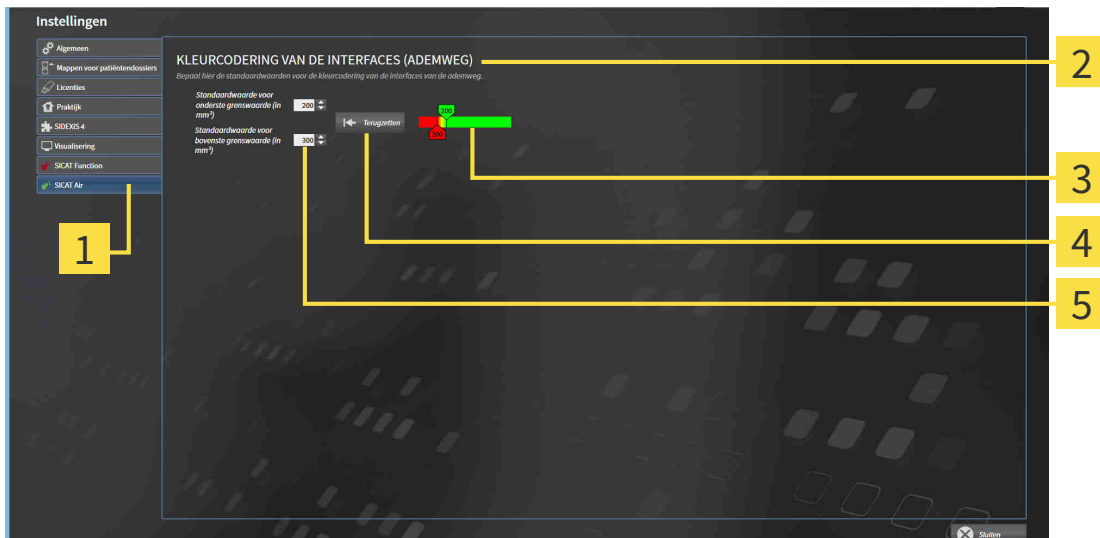 Instellingen
Algemeen
Mappen voor patiëntendossiers
Licenties
Praktijk
SIDEXIS 4
Visualisering
SICAT Function
SICAT Air
KLEURCODERING VAN DE INTERFACES (ADEMWEG)
Bepaal hier de standaardwaarden voor de kleurcodering van de interfaces van de ademweg.
Standaardwaarde voor
onderste grenswaarde (in
mm²)
200
Standaardwaarde voor
bovenste grenswaarde (in
mm²)
300
Terugzetten
300
200
Sluiten
1
2
3
4
5